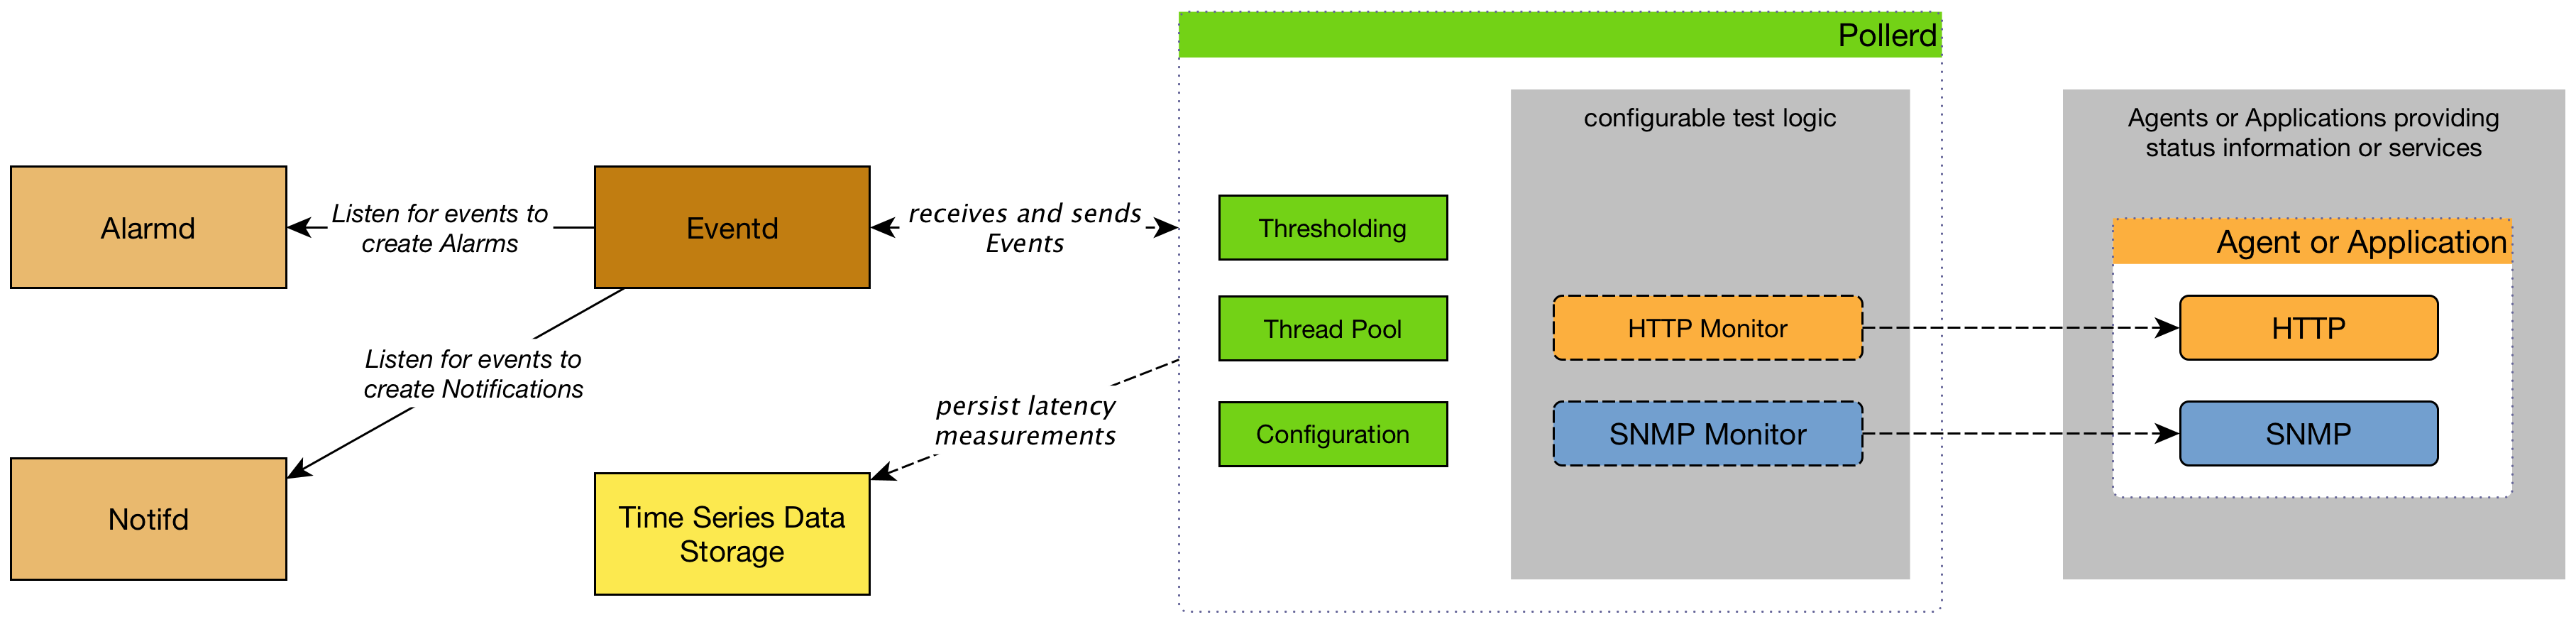 Pollerd
configurable test logic
Agents or Applications providing
status information or services
Alarmd
Listen for events to
create Alarms
Eventd
receives and sends
Events
Thresholding
Agent or Application
Thread Pool
HTTP Monitor
HTTP
Listen for events to
create Notifications
persist latency
measurements
Configuration
SNMP Monitor
SNMP
Notifd
Time Series Data
Storage